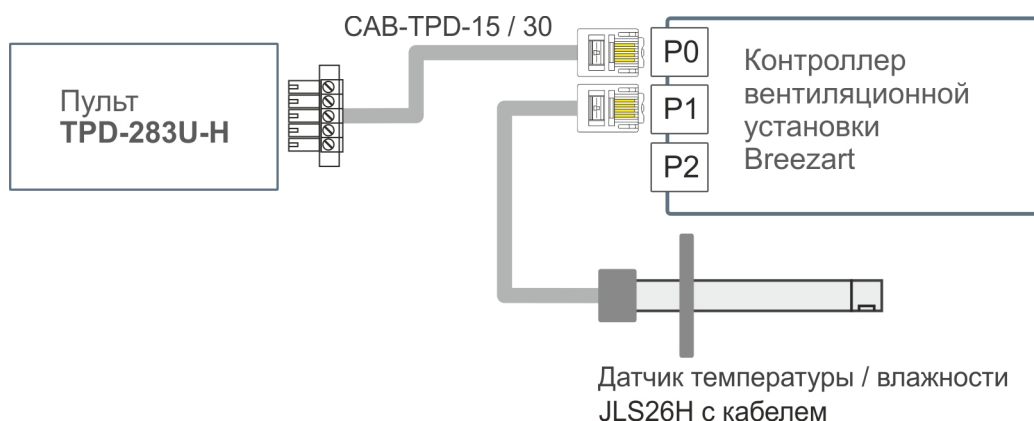 CAB-TPD-15 / 30
Пульт
TPD-283U-H
P0
P1
P2
Контроллер
вентиляционной
установки
Breezart
Датчик температуры / влажности
JLS26H с кабелем